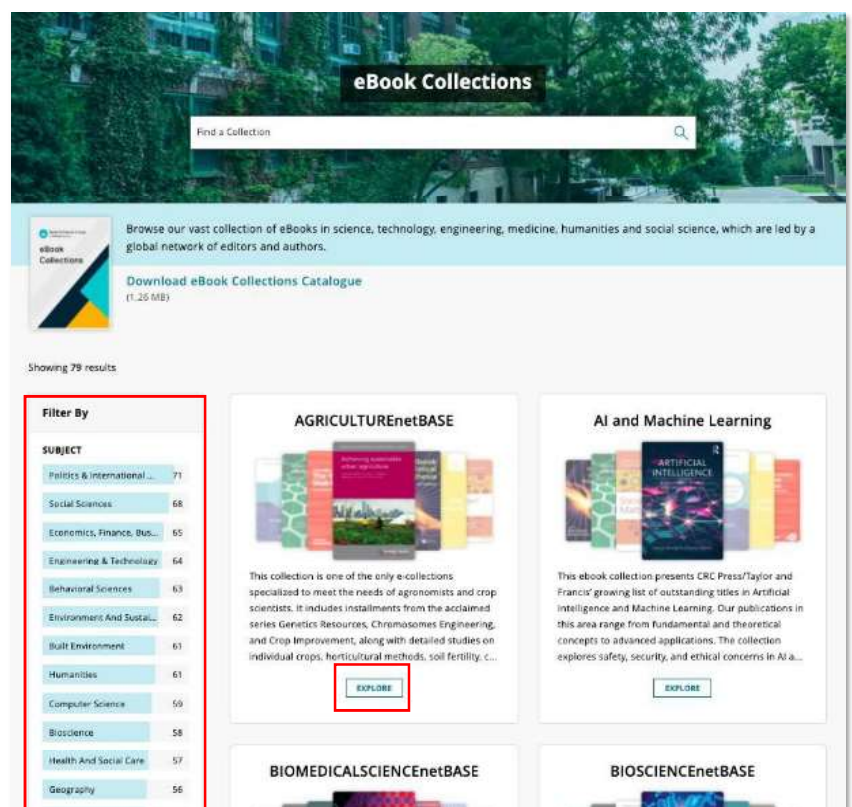 eBook Collections
Find a Collection
eBook
Collections
Browse our vast collection of eBooks in science, technology, engineering, medicine, humanities and social science, which are led by a
global network of editors and authors.
Download eBook Collections Catalogue
(1.26 MB)
Showing 79 results
Filter By
SUBJECT
Politics & International ... 71
Social Sciences 68
Economics, Finance, Bus... 65
Engineering & Technology 64
Behavioral Sciences 63
Environment And Sustai... 62
Built Environment 61
Humanities 61
Computer Science 59
Bioscience 58
Health And Social Care 57
Geography 56
AGRICULTUREnetBASE
Achieving sustainable
urban agriculture
This collection is one of the only e-collections
specialized to meet the needs of agronomists and crop
scientists. It includes installments from the acclaimed
series Genetics Resources, Chromosomes Engineering,
and Crop Improvement, along with detailed studies on
individual crops, horticultural methods, soil fertility, c...
EXPLORE
AI and Machine Learning
ARTIFICIAL
INTELLIGENCE
This ebook collection presents CRC Press/Taylor and
Francis' growing list of outstanding titles in Artificial
Intelligence and Machine Learning. Our publications in
this area range from fundamental and theoretical
concepts to advanced applications. The collection
explores safety, security, and ethical concerns in AI a...
EXPLORE
BIOMEDICALSCIENCEnetBASE
BIOSCIENCEnetBASE